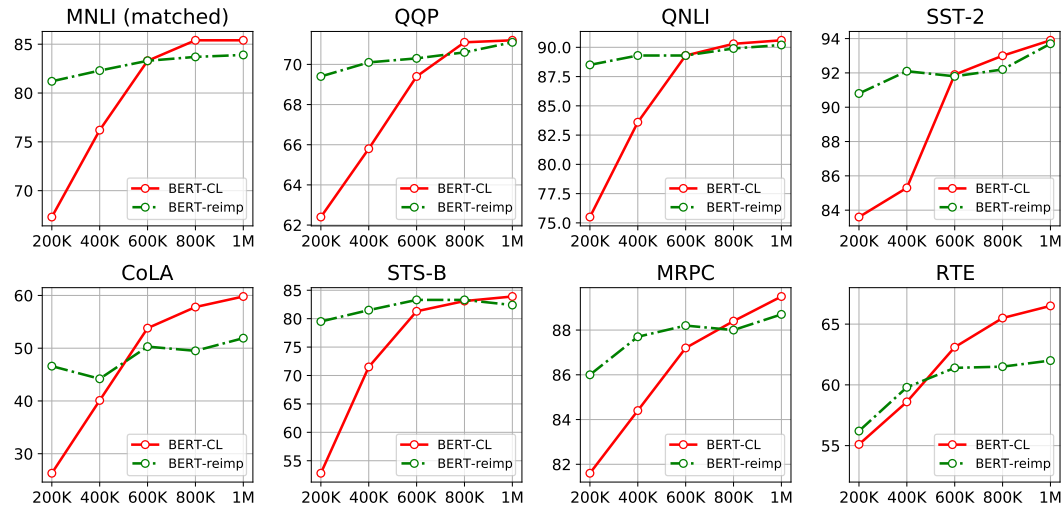 MNLI (matched)
85
80
75
70
BERT-CL
BERT-reimp
200K 400K 600K 800K 1M
QQP
70
68
66
64
62
BERT-CL
BERT-reimp
200K 400K 600K 800K 1M
QNLI
90.0
87.5
85.0
82.5
80.0
77.5
75.0
BERT-CL
BERT-reimp
200K 400K 600K 800K 1M
SST-2
94
92
90
88
86
84
BERT-CL
BERT-reimp
200K 400K 600K 800K 1M
CoLA
60
50
40
30
BERT-CL
BERT-reimp
200K 400K 600K 800K 1M
STS-B
85
80
75
70
65
60
55
BERT-CL
BERT-reimp
200K 400K 600K 800K 1M
MRPC
88
86
84
82
BERT-CL
BERT-reimp
200K 400K 600K 800K 1M
RTE
65
60
55
BERT-CL
BERT-reimp
200K 400K 600K 800K 1M